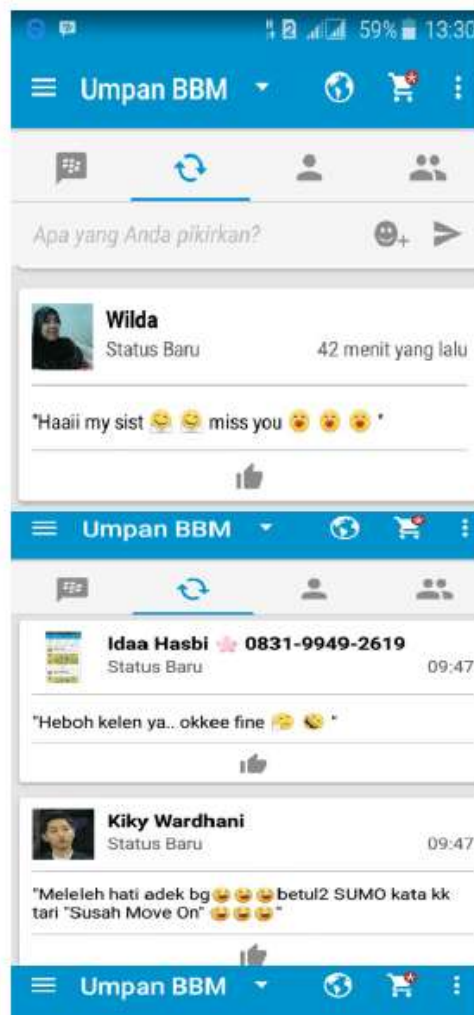 59% 13:30
Umpan BBM
Apa yang Anda pikirkan?
Wilda
Status Baru 42 menit yang lalu
"Haaii my sist 🤗 🤗 miss you 😘 😘 😘 "
Umpan BBM
Idaa Hasbi 🌸 0831-9949-2619
Status Baru 09:47
"Heboh kelen ya.. okkee fine 🤔 🤣 "
Kiky Wardhani
Status Baru 09:47
"Meleleh hati adek bg😂😂😂betul2 SUMO kata kk
tari "Susah Move On" 😂😂😂"
Umpan BBM